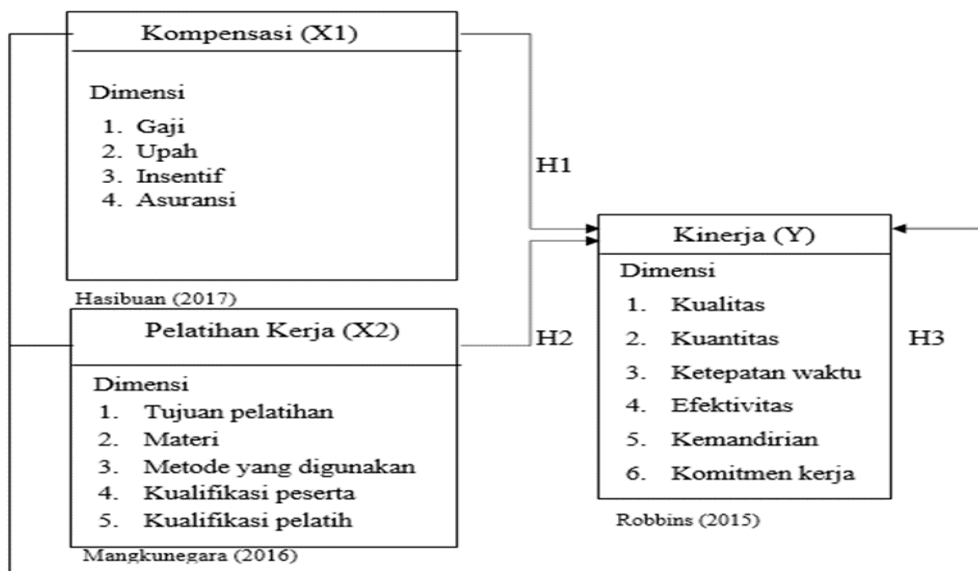 Kompensasi (X1)
Dimensi
1. Gaji
2. Upah
3. Insentif
4. Asuransi
Hasibuan (2017)
Pelatihan Kerja (X2)
Dimensi
1. Tujuan pelatihan
2. Materi
3. Metode yang digunakan
4. Kualifikasi peserta
5. Kualifikasi pelatih
Mangkunegara (2016)
H1
H2
Kinerja (Y)
Dimensi
1. Kualitas
2. Kuantitas
3. Ketepatan waktu
4. Efektivitas
5. Kemandirian
6. Komitmen kerja
Robbins (2015)
H3